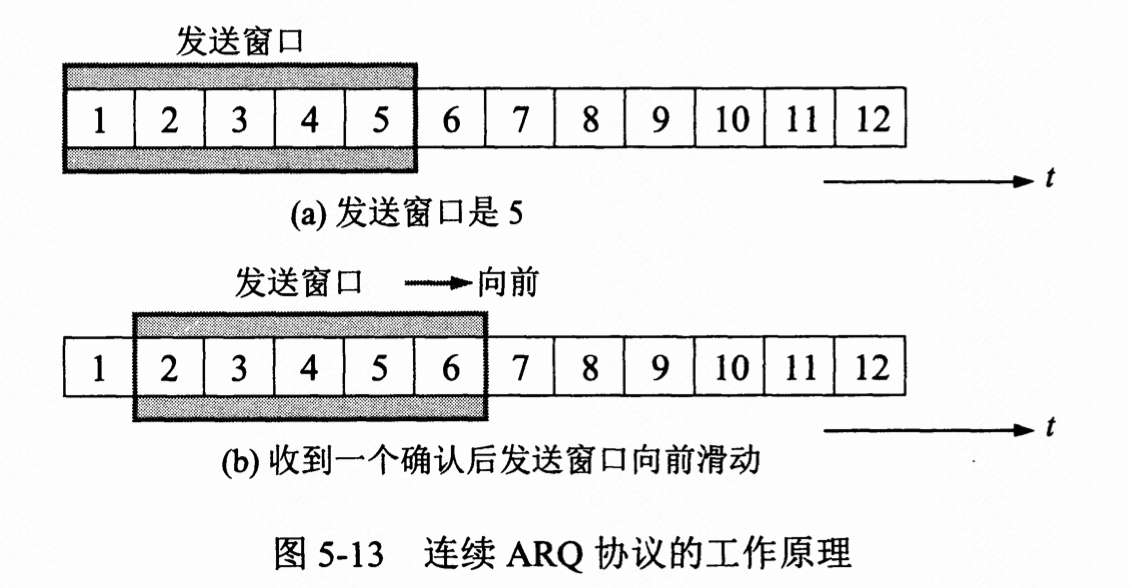 发送窗口
1 2 3 4 5 6 7 8 9 10 11 12
t
(a) 发送窗口是 5
发送窗口 向前
1 2 3 4 5 6 7 8 9 10 11 12
t
(b) 收到一个确认后发送窗口向前滑动
图 5-13 连续 ARQ 协议的工作原理